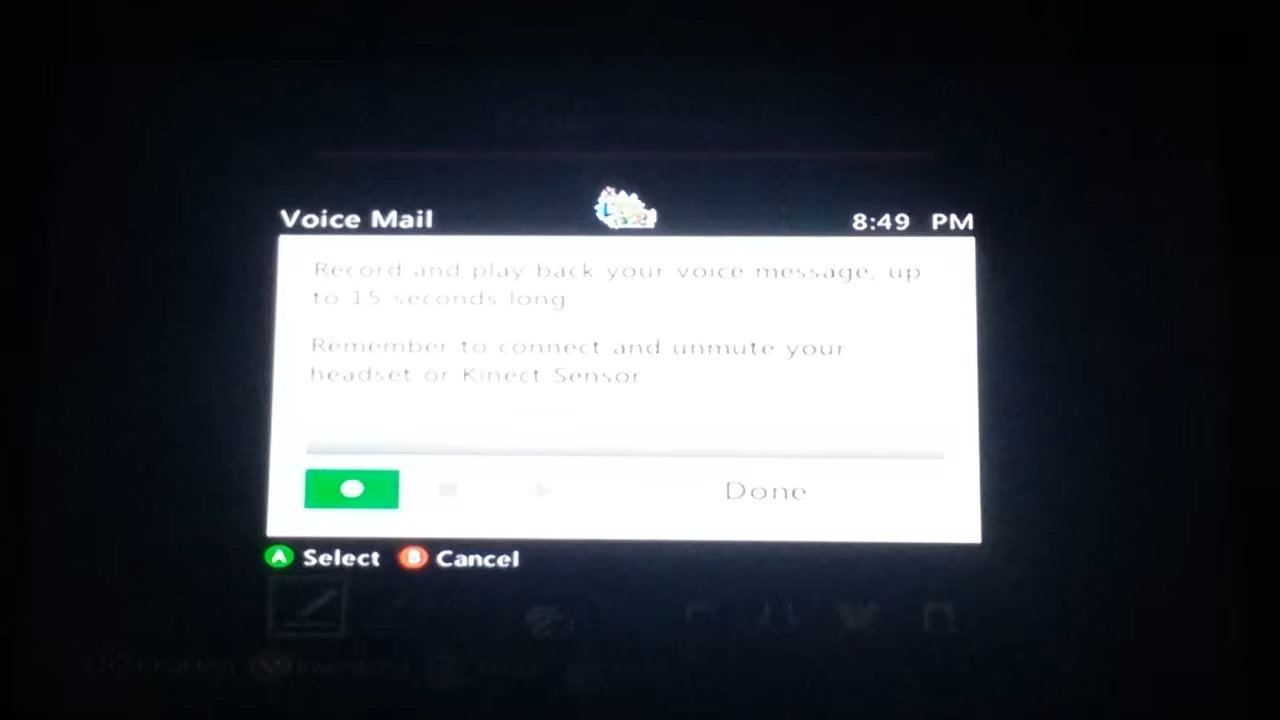 Voice Mail
8:49 PM
Record and play back your voice message, up
to 15 seconds long
Remember to connect and unmute your
headset or Kinect Sensor
Done
A Select B Cancel